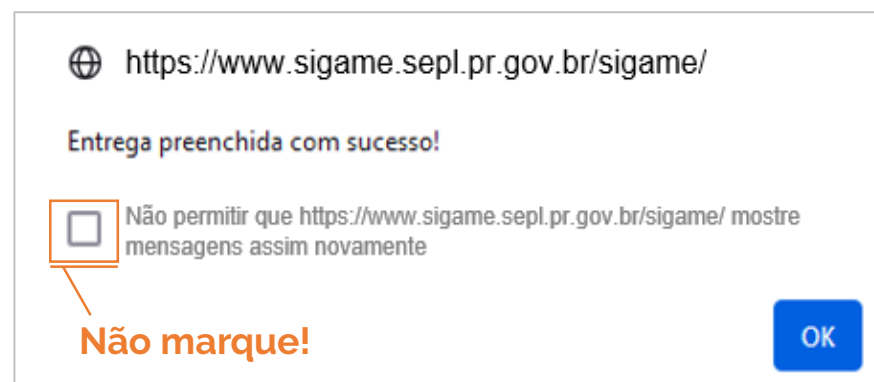 https://www.sigame.sepl.pr.gov.br/sigame/
Entrega preenchida com sucesso!
Não permitir que https://www.sigame.sepl.pr.gov.br/sigame/ mostre
mensagens assim novamente
Não marque!
OK